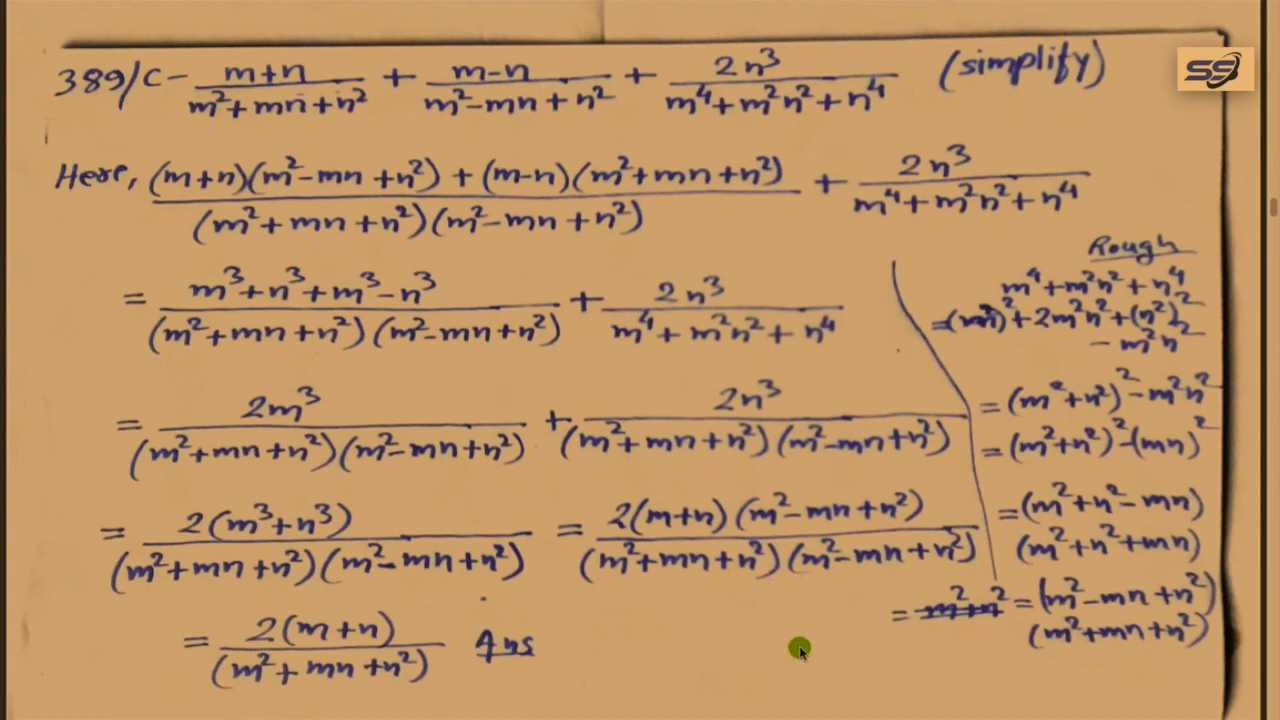 389/C- (m+n)/(m²+mn+n²) + (m-n)/(m²-mn+n²) + 2n³/(m⁴+m²n²+n⁴) (simplify)
S9
Here, ((m+n)(m²-mn+n²) + (m-n)(m²+mn+n²))/((m²+mn+n²)(m²-mn+n²)) + 2n³/(m⁴+m²n²+n⁴)
= (m³+n³+m³-n³)/((m²+mn+n²)(m²-mn+n²)) + 2n³/(m⁴+m²n²+n⁴)
= 2m³/((m²+mn+n²)(m²-mn+n²)) + 2n³/((m²+mn+n²)(m²-mn+n²))
= 2(m³+n³)/((m²+mn+n²)(m²-mn+n²)) = 2(m+n)(m²-mn+n²)/((m²+mn+n²)(m²-mn+n²))
= 2(m+n)/(m²+mn+n²) Ans
Rough
m⁴+m²n²+n⁴
=(m²)²+2m²n²+(n²)²
-m²n²
=(m²+n²)²-m²n²
=(m²+n²)²-(mn)²
=(m²+n²-mn)
(m²+n²+mn)
= m²+n² =(m²-mn+n²)
(m²+mn+n²)